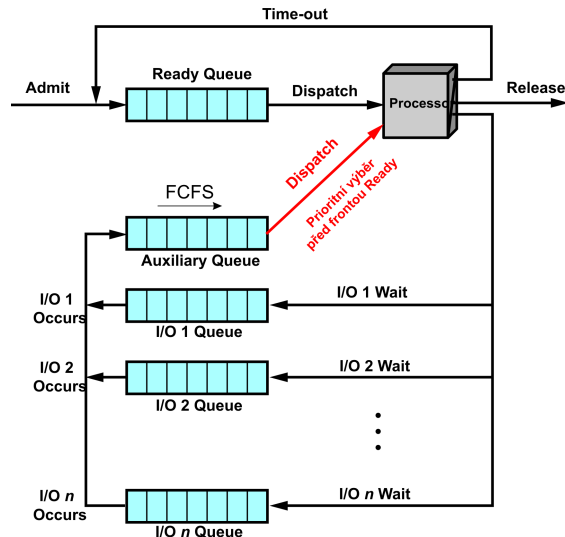 Time-out
Admit
Ready Queue
Dispatch
Processo
Release
FCFS
Dispatch
Prioritní výběr
před frontou Ready
Auxiliary Queue
I/O 1
Occurs
I/O 1 Wait
I/O 1 Queue
I/O 2
Occurs
I/O 2 Wait
I/O 2 Queue
I/O n
Occurs
I/O n Wait
I/O n Queue